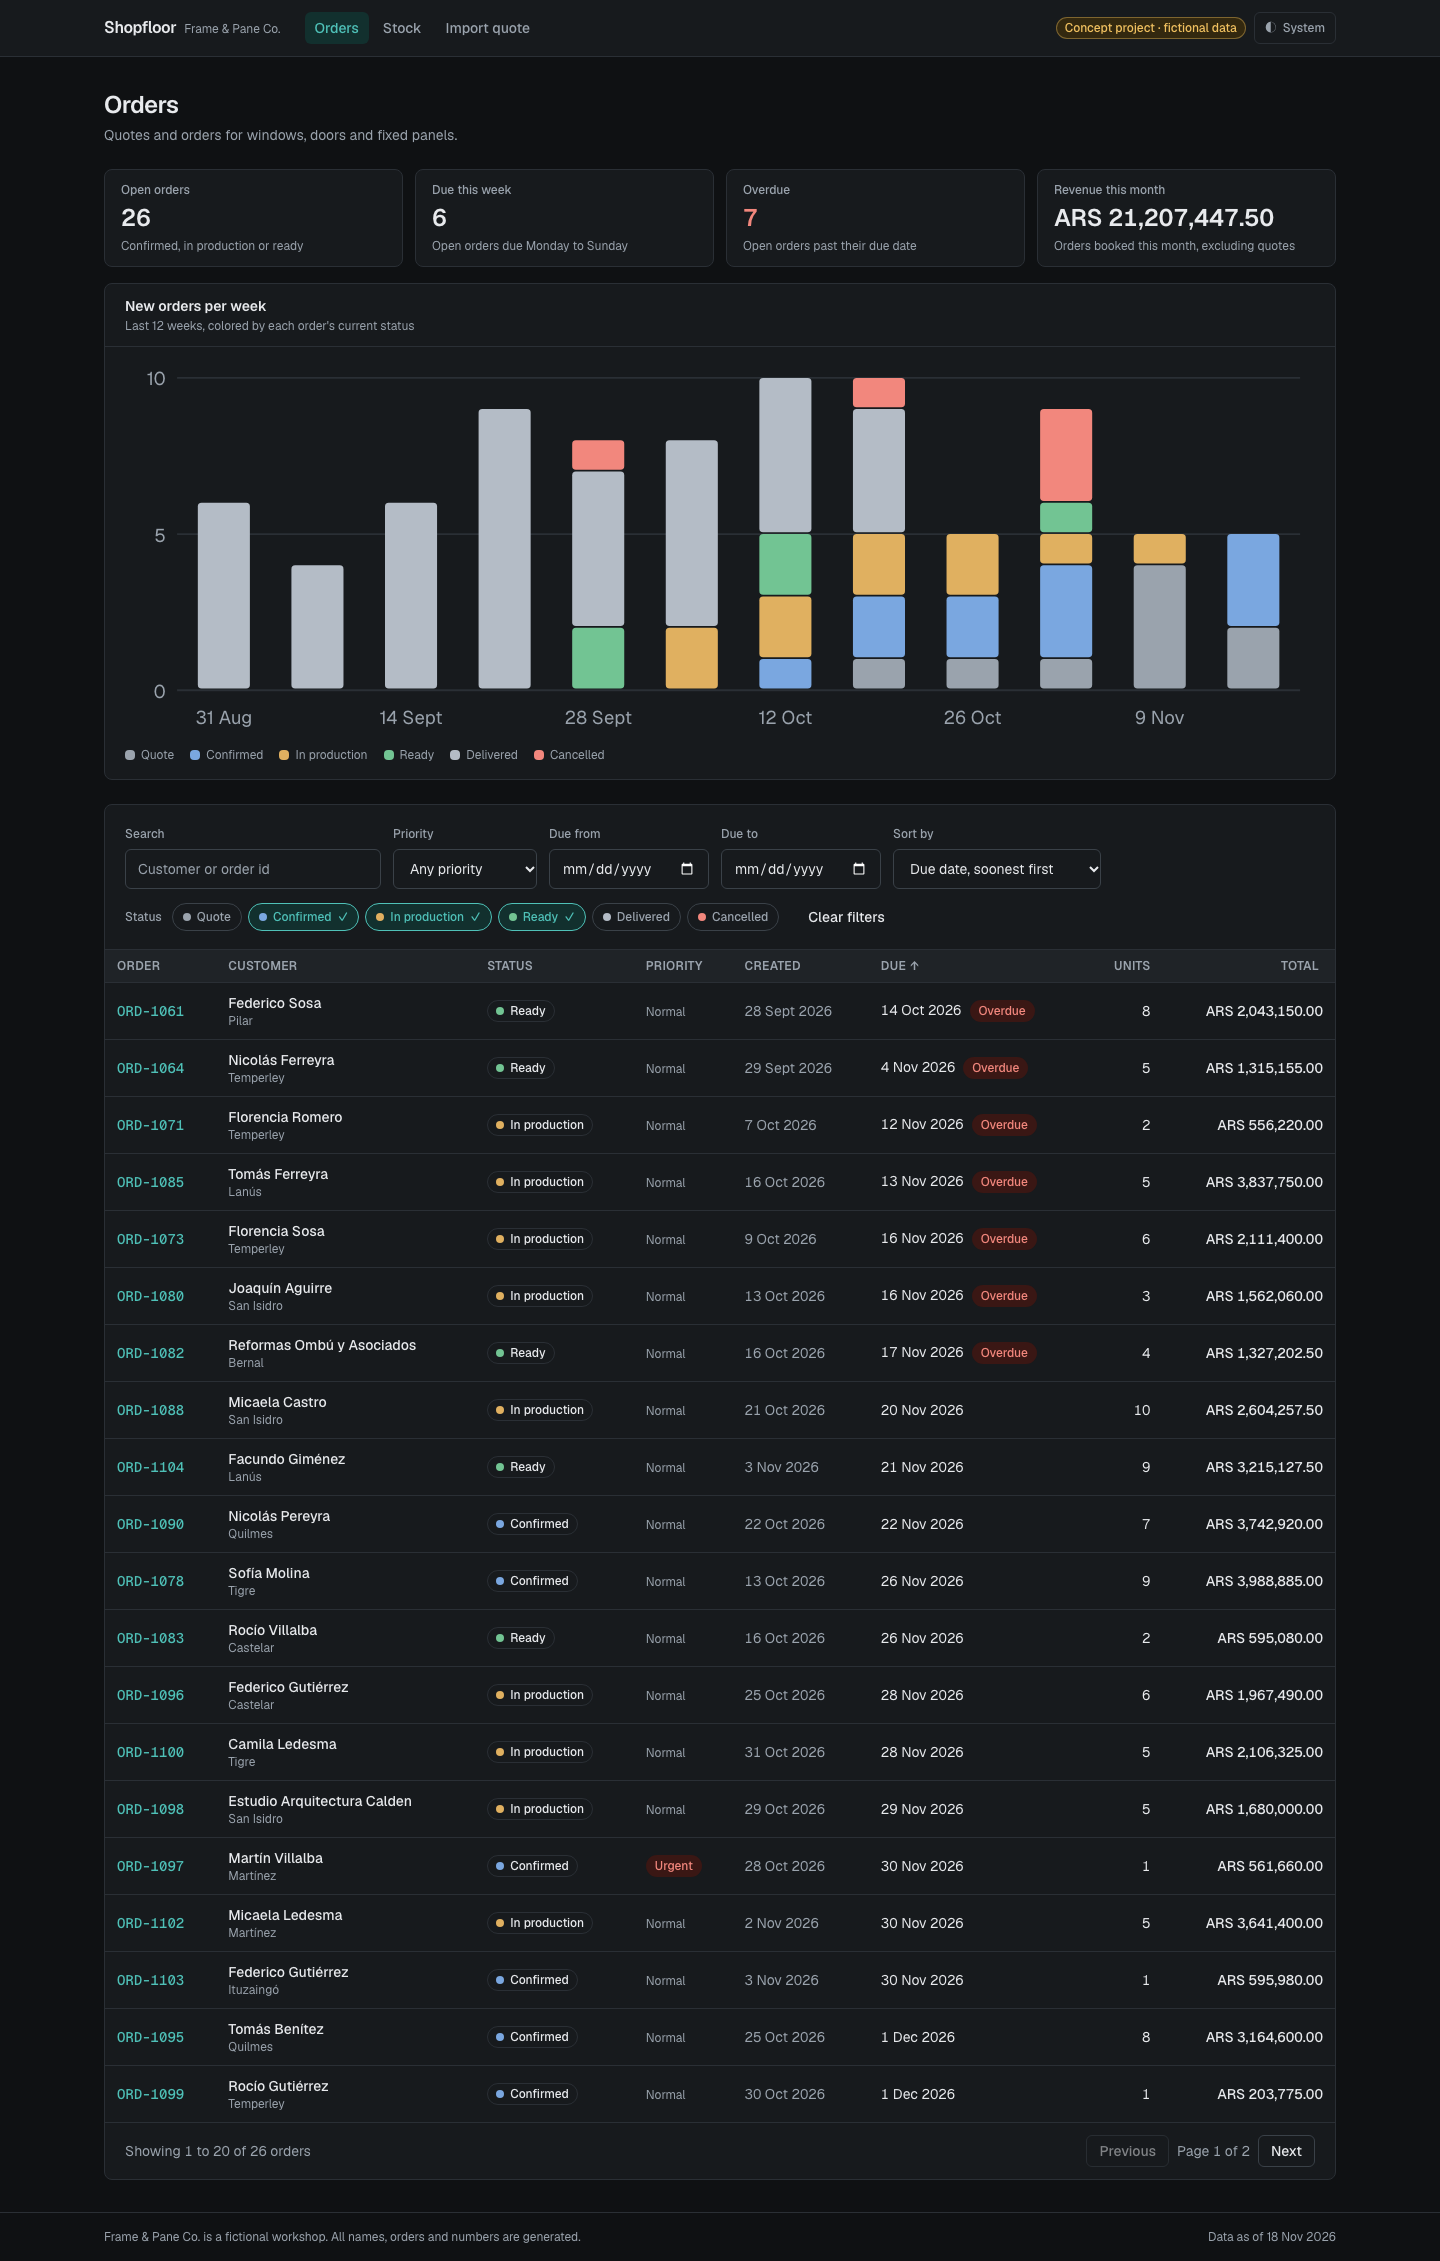 Shopfloor Frame & Pane Co. Orders Stock Import quote Concept project · fictional data System
Orders
Quotes and orders for windows, doors and fixed panels.
Open orders Due this week Overdue Revenue this month
26 6 7 ARS 21,207,447.50
Confirmed, in production or ready Open orders due Monday to Sunday Open orders past their due date Orders booked this month, excluding quotes
New orders per week
Last 12 weeks, colored by each order's current status
10
5
0
31 Aug 14 Sept 28 Sept 12 Oct 26 Oct 9 Nov
Quote Confirmed In production Ready Delivered Cancelled
Search Priority Due from Due to Sort by
Customer or order id Any priority mm/dd/yyyy mm/dd/yyyy Due date, soonest first
Status Quote Confirmed ✓ In production ✓ Ready ✓ Delivered Cancelled Clear filters
ORDER CUSTOMER STATUS PRIORITY CREATED DUE ↑ UNITS TOTAL
ORD-1061 Federico Sosa Ready Normal 28 Sept 2026 14 Oct 2026 Overdue 8 ARS 2,043,150.00
Pilar
ORD-1064 Nicolás Ferreyra Ready Normal 29 Sept 2026 4 Nov 2026 Overdue 5 ARS 1,315,155.00
Temperley
ORD-1071 Florencia Romero In production Normal 7 Oct 2026 12 Nov 2026 Overdue 2 ARS 556,220.00
Temperley
ORD-1085 Tomás Ferreyra In production Normal 16 Oct 2026 13 Nov 2026 Overdue 5 ARS 3,837,750.00
Lanús
ORD-1073 Florencia Sosa In production Normal 9 Oct 2026 16 Nov 2026 Overdue 6 ARS 2,111,400.00
Temperley
ORD-1080 Joaquín Aguirre In production Normal 13 Oct 2026 16 Nov 2026 Overdue 3 ARS 1,562,060.00
San Isidro
ORD-1082 Reformas Ombú y Asociados Ready Normal 16 Oct 2026 17 Nov 2026 Overdue 4 ARS 1,327,202.50
Bernal
ORD-1088 Micaela Castro In production Normal 21 Oct 2026 20 Nov 2026 10 ARS 2,604,257.50
San Isidro
ORD-1104 Facundo Giménez Ready Normal 3 Nov 2026 21 Nov 2026 9 ARS 3,215,127.50
Lanús
ORD-1090 Nicolás Pereyra Confirmed Normal 22 Oct 2026 22 Nov 2026 7 ARS 3,742,920.00
Quilmes
ORD-1078 Sofía Molina Confirmed Normal 13 Oct 2026 26 Nov 2026 9 ARS 3,988,885.00
Tigre
ORD-1083 Rocío Villalba Ready Normal 16 Oct 2026 26 Nov 2026 2 ARS 595,080.00
Castelar
ORD-1096 Federico Gutiérrez In production Normal 25 Oct 2026 28 Nov 2026 6 ARS 1,967,490.00
Castelar
ORD-1100 Camila Ledesma In production Normal 31 Oct 2026 28 Nov 2026 5 ARS 2,106,325.00
Tigre
ORD-1098 Estudio Arquitectura Calden In production Normal 29 Oct 2026 29 Nov 2026 5 ARS 1,680,000.00
San Isidro
ORD-1097 Martín Villalba Confirmed Urgent 28 Oct 2026 30 Nov 2026 1 ARS 561,660.00
Martínez
ORD-1102 Micaela Ledesma In production Normal 2 Nov 2026 30 Nov 2026 5 ARS 3,641,400.00
Martínez
ORD-1103 Federico Gutiérrez Confirmed Normal 3 Nov 2026 30 Nov 2026 1 ARS 595,980.00
Ituzaingó
ORD-1095 Tomás Benítez Confirmed Normal 25 Oct 2026 1 Dec 2026 8 ARS 3,164,600.00
Quilmes
ORD-1099 Rocío Gutiérrez Confirmed Normal 30 Oct 2026 1 Dec 2026 1 ARS 203,775.00
Temperley
Showing 1 to 20 of 26 orders Previous Page 1 of 2 Next
Frame & Pane Co. is a fictional workshop. All names, orders and numbers are generated. Data as of 18 Nov 2026